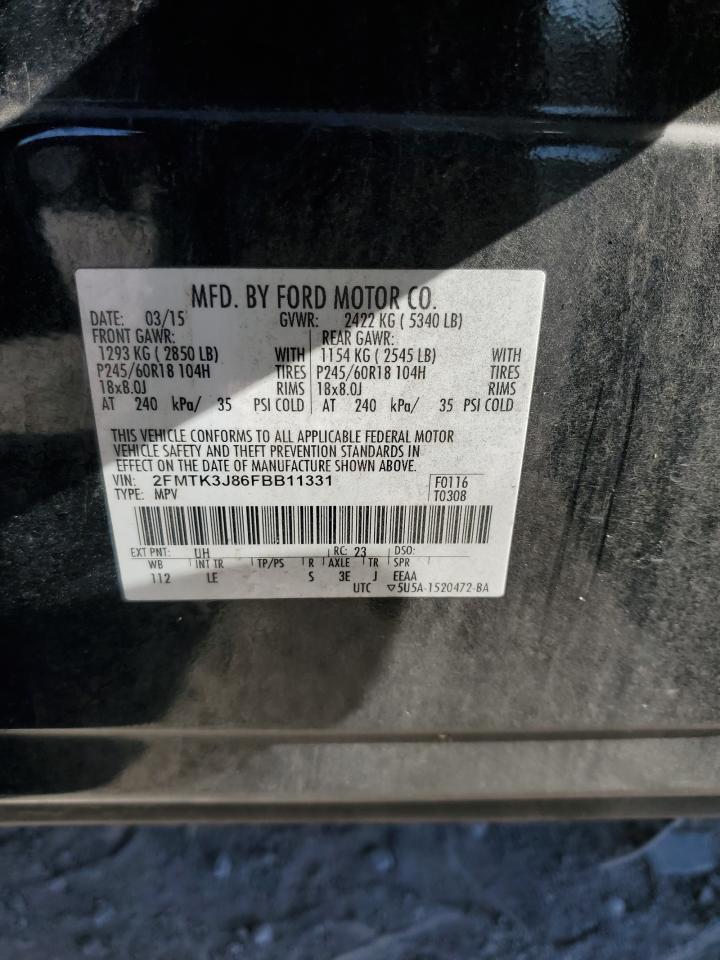 MFD. BY FORD MOTOR CO.
DATE: 03/15 GVWR: 2422 KG ( 5340 LB)
FRONT GAWR: REAR GAWR:
1293 KG ( 2850 LB) WITH 1154 KG ( 2545 LB) WITH
P245/60R18 104H TIRES P245/60R18 104H TIRES
18x8.0J RIMS 18x8.0J RIMS
AT 240 kPa/ 35 PSI COLD AT 240 kPa/ 35 PSI COLD
THIS VEHICLE CONFORMS TO ALL APPLICABLE FEDERAL MOTOR
VEHICLE SAFETY AND THEFT PREVENTION STANDARDS IN
EFFECT ON THE DATE OF MANUFACTURE SHOWN ABOVE.
VIN: 2FMTK3J86FBB11331 F0116
TYPE: MPV T0308
EXT PNT: UH RC: 23 DSO:
WB INT TR TP/PS R AXLE TR SPR
112 LE S 3E J EEAA
UTC ▽5U5A-1520472-BA